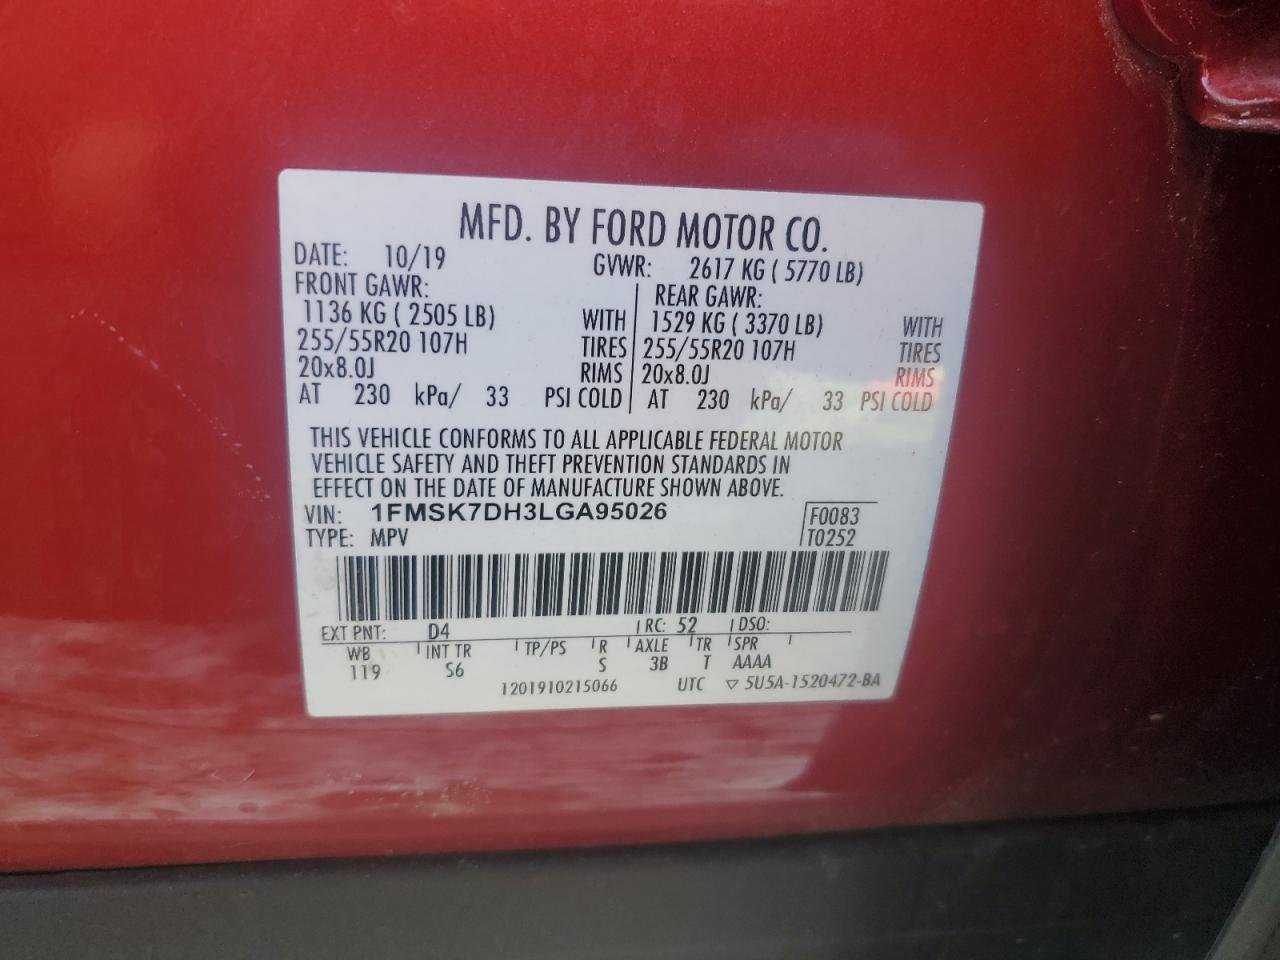 MFD. BY FORD MOTOR CO.
DATE: 10/19 GVWR: 2617 KG ( 5770 LB)
FRONT GAWR: REAR GAWR:
1136 KG ( 2505 LB) WITH 1529 KG ( 3370 LB) WITH
255/55R20 107H TIRES 255/55R20 107H TIRES
20x8.0J RIMS 20x8.0J RIMS
AT 230 kPa/ 33 PSI COLD AT 230 kPa/ 33 PSI COLD
THIS VEHICLE CONFORMS TO ALL APPLICABLE FEDERAL MOTOR
VEHICLE SAFETY AND THEFT PREVENTION STANDARDS IN
EFFECT ON THE DATE OF MANUFACTURE SHOWN ABOVE.
VIN: 1FMSK7DH3LGA95026 F0083
TYPE: MPV T0252
EXT PNT: D4 RC: 52 DSO:
WB INT TR TP/PS R AXLE TR SPR
119 S6 S 3B T AAAA
1201910215066 UTC ▽ 5U5A-1520472-BA